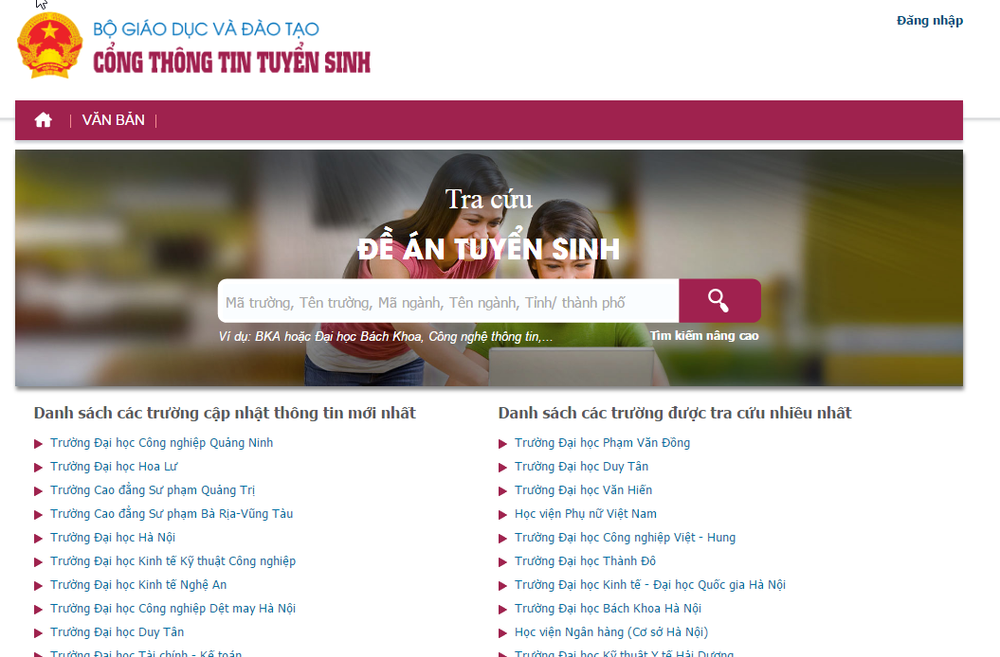 Đăng nhập
BỘ GIÁO DỤC VÀ ĐÀO TẠO
CỔNG THÔNG TIN TUYỂN SINH
VĂN BẢN
Tra cứu
ĐỀ ÁN TUYỂN SINH
Mã trường, Tên trường, Mã ngành, Tên ngành, Tỉnh/ thành phố
Ví dụ: BKA hoặc Đại học Bách Khoa, Công nghệ thông tin,...
Tìm kiếm nâng cao
Danh sách các trường cập nhật thông tin mới nhất
Trường Đại học Công nghiệp Quảng Ninh
Trường Đại học Hoa Lư
Trường Cao đẳng Sư phạm Quảng Trị
Trường Cao đẳng Sư phạm Bà Rịa-Vũng Tàu
Trường Đại học Hà Nội
Trường Đại học Kinh tế Kỹ thuật Công nghiệp
Trường Đại học Kinh tế Nghệ An
Trường Đại học Công nghiệp Dệt may Hà Nội
Trường Đại học Duy Tân
Trường Đại học Tài chính - Kế toán
Danh sách các trường được tra cứu nhiều nhất
Trường Đại học Phạm Văn Đồng
Trường Đại học Duy Tân
Trường Đại học Văn Hiến
Học viện Phụ nữ Việt Nam
Trường Đại học Công nghiệp Việt - Hung
Trường Đại học Thành Đô
Trường Đại học Kinh tế - Đại học Quốc gia Hà Nội
Trường Đại học Bách Khoa Hà Nội
Học viện Ngân hàng (Cơ sở Hà Nội)
Trường Đại học Kỹ thuật Y tế Hải Dương